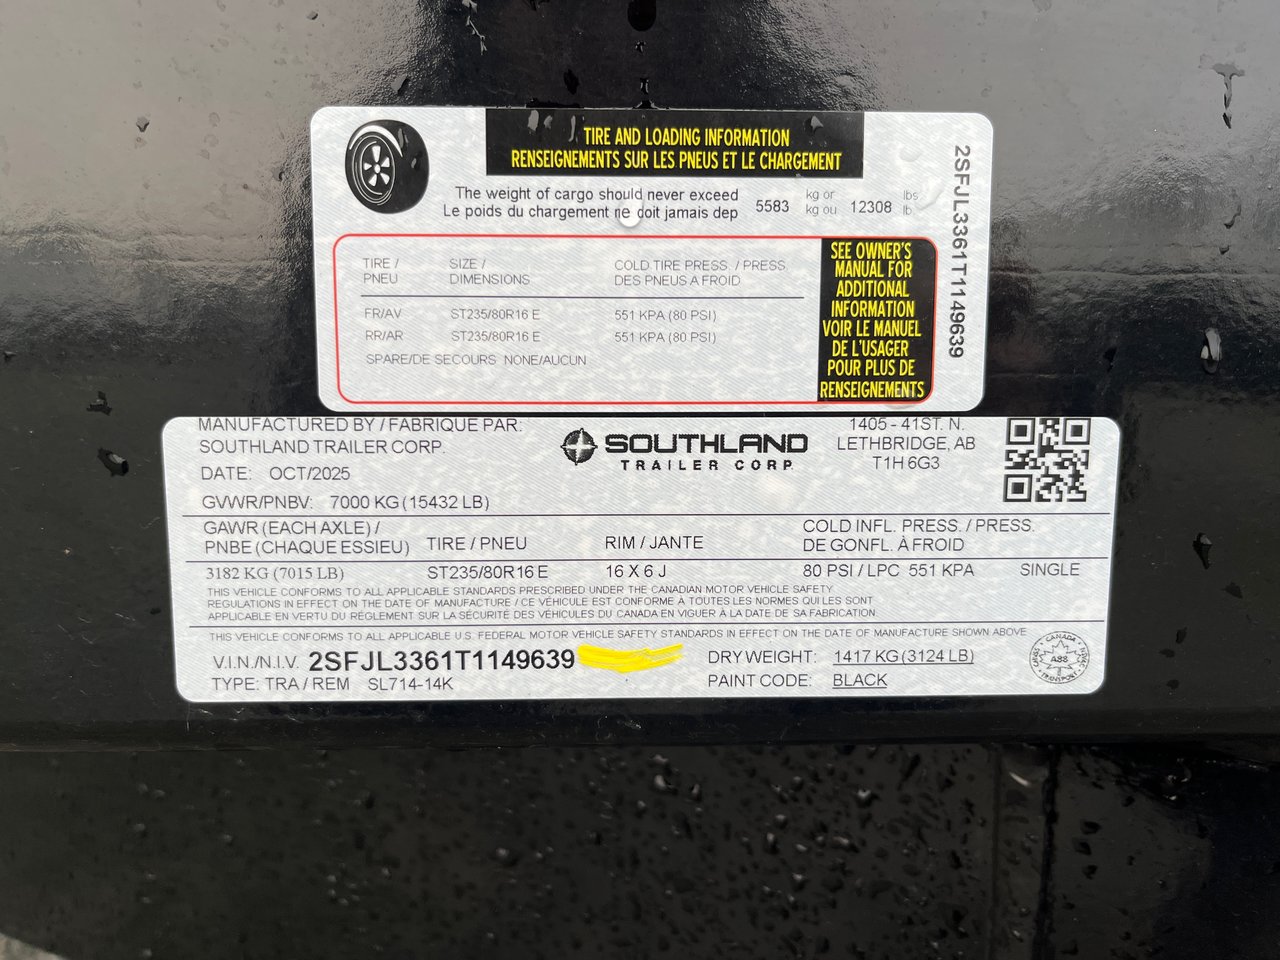 TIRE AND LOADING INFORMATION
RENSEIGNEMENTS SUR LES PNEUS ET LE CHARGEMENT
The weight of cargo should never exceed
Le poids du chargement ne doit jamais dep
5583 kg or kg ou 12308 lbs lb
2SFJL3361T1149639
TIRE / PNEU
SIZE / DIMENSIONS
COLD TIRE PRESS. / PRESS. DES PNEUS A FROID
FR/AV ST235/80R16 E 551 KPA (80 PSI)
RR/AR ST235/80R16 E 551 KPA (80 PSI)
SPARE/DE SECOURS NONE/AUCUN
SEE OWNER'S
MANUAL FOR
ADDITIONAL
INFORMATION
VOIR LE MANUEL
DE L'USAGER
POUR PLUS DE
RENSEIGNEMENTS
MANUFACTURED BY / FABRIQUE PAR:
SOUTHLAND TRAILER CORP.
DATE: OCT/2025
GVWR/PNBV: 7000 KG (15432 LB)
SOUTHLAND
TRAILER CORP.
1405 - 41ST. N.
LETHBRIDGE, AB
T1H 6G3
GAWR (EACH AXLE) /
PNBE (CHAQUE ESSIEU)
TIRE / PNEU
RIM / JANTE
COLD INFL. PRESS. / PRESS.
DE GONFL. À FROID
3182 KG (7015 LB) ST235/80R16 E 16 X 6 J 80 PSI / LPC 551 KPA SINGLE
THIS VEHICLE CONFORMS TO ALL APPLICABLE STANDARDS PRESCRIBED UNDER THE CANADIAN MOTOR VEHICLE SAFETY
REGULATIONS IN EFFECT ON THE DATE OF MANUFACTURE / CE VÉHICULE EST CONFORME À TOUTES LES NORMES QUI LES SONT
APPLICABLE EN VERTU DU RÉGLEMENT SUR LA SÉCURITÉ DES VÉHICULES DU CANADA EN VIGUER À LA DATE DE SA FABRICATION.
THIS VEHICLE CONFORMS TO ALL APPLICABLE U.S. FEDERAL MOTOR VEHICLE SAFETY STANDARDS IN EFFECT ON THE DATE OF MANUFACTURE SHOWN ABOVE
V.I.N./N.I.V. 2SFJL3361T1149639 DRY WEIGHT: 1417 KG (3124 LB)
TYPE: TRA / REM SL714-14K PAINT CODE: BLACK
CANADA
TRANSPORT